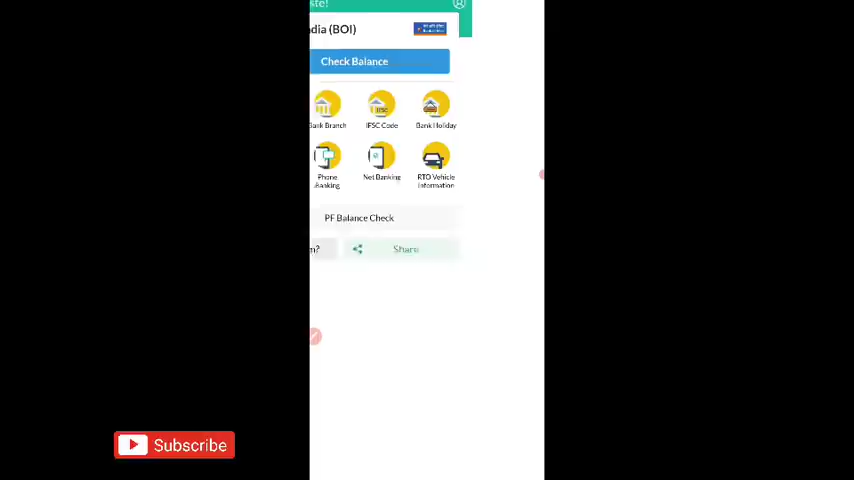 ste!
dia (BOI)
Check Balance
Bank Branch
IFSC Code
Bank Holiday
Phone
Banking
Net Banking
RTO Vehicle
Information
PF Balance Check
m?
Share
Subscribe